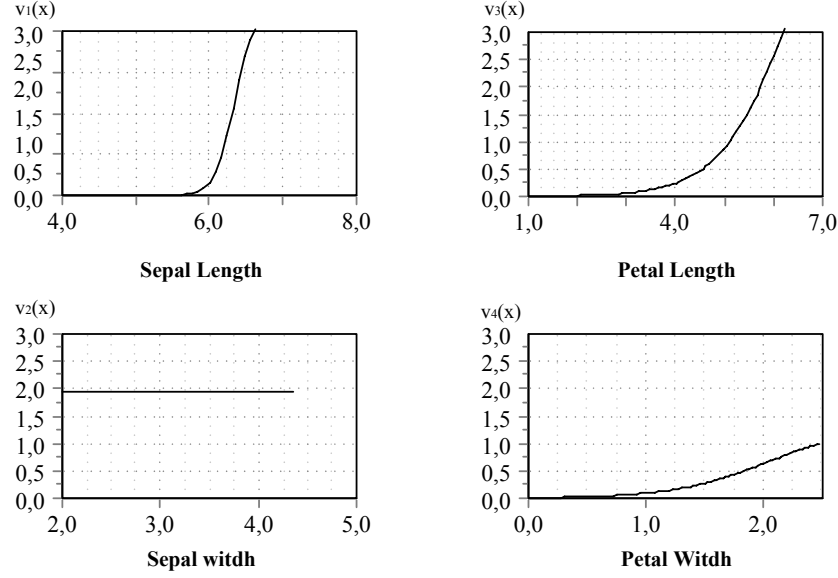 v1(x)
3,0
2,5
2,0
1,5
1,0
0,5
0,0
4,0 6,0 8,0
Sepal Length
v3(x)
3,0
2,5
2,0
1,5
1,0
0,5
0,0
1,0 4,0 7,0
Petal Length
v2(x)
3,0
2,5
2,0
1,5
1,0
0,5
0,0
2,0 3,0 4,0 5,0
Sepal witdh
v4(x)
3,0
2,5
2,0
1,5
1,0
0,5
0,0
0,0 1,0 2,0
Petal Witdh